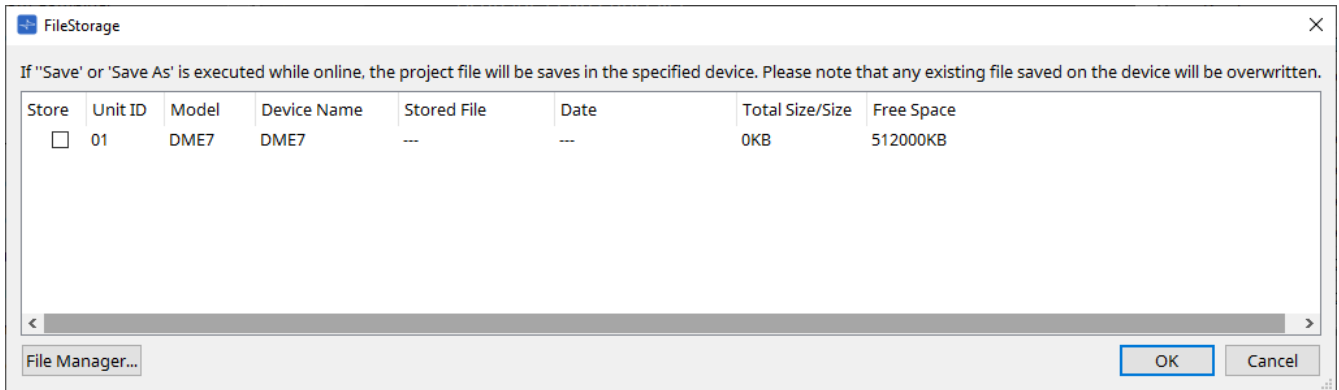 FileStorage
If "Save' or 'Save As' is executed while online, the project file will be saves in the specified device. Please note that any existing file saved on the device will be overwritten.
Store Unit ID Model Device Name Stored File Date Total Size/Size Free Space
01 DME7 DME7 --- --- 0KB 512000KB
File Manager... OK Cancel